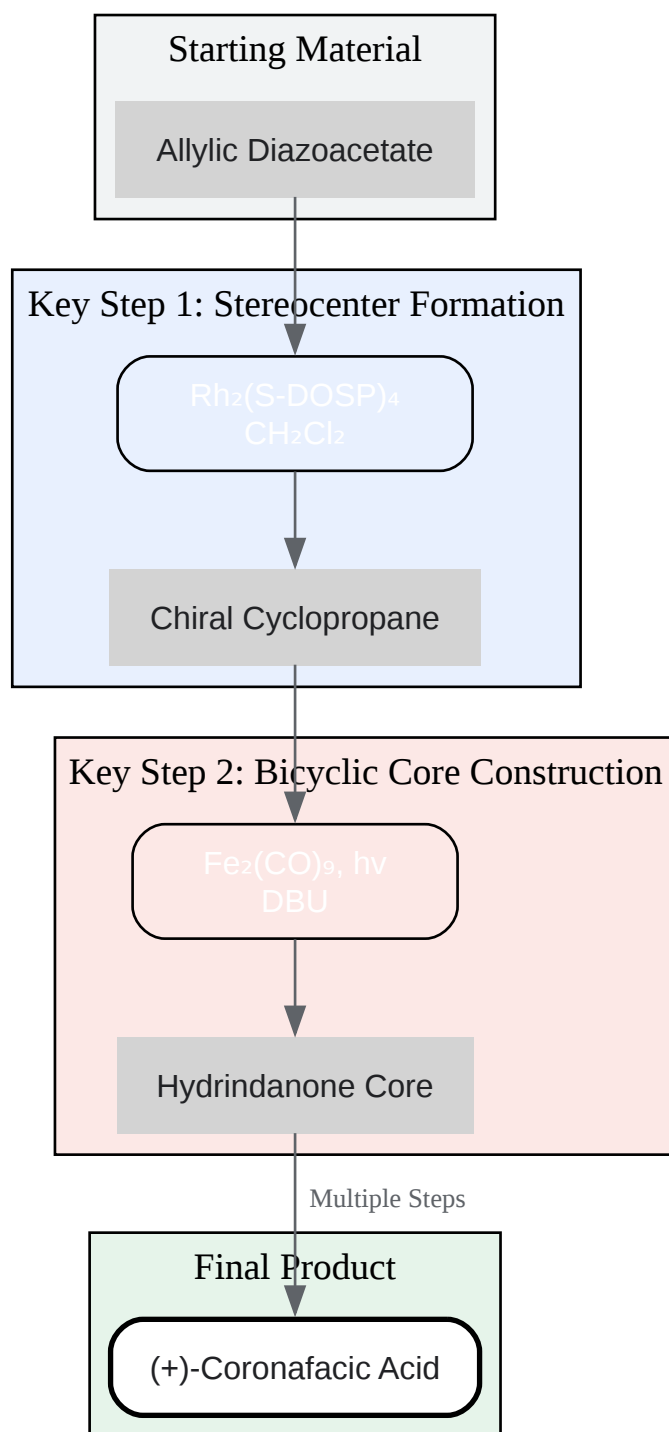 Starting Material
Allylic Diazoacetate
Key Step 1: Stereocenter Formation
Rh₂(S-DOSP)₄
CH₂Cl₂
Chiral Cyclopropane
Key Step 2: Bicyclic Core Construction
Fe₂(CO)₉, hv
DBU
Hydrindanone Core
Multiple Steps
Final Product
(+)-Coronafacic Acid